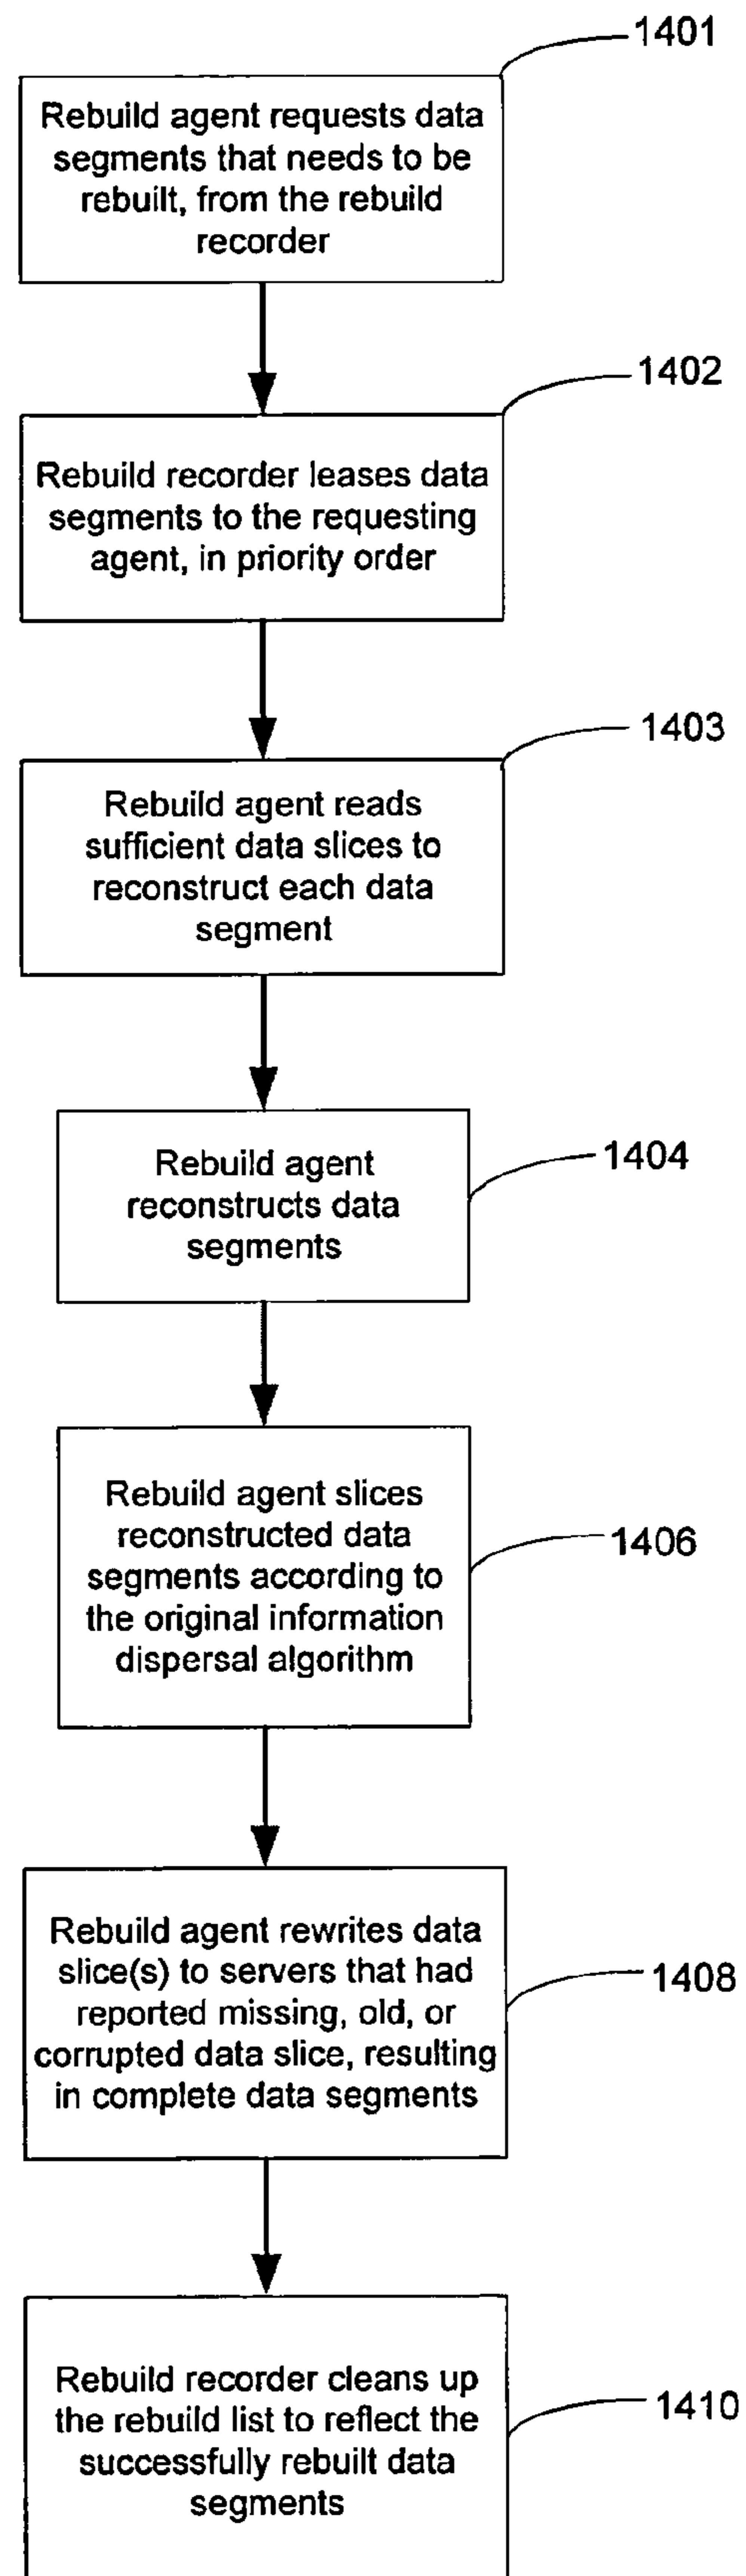 1401
Rebuild agent requests data
segments that needs to be
rebuilt, from the rebuild
recorder
1402
Rebuild recorder leases data
segments to the requesting
agent, in priority order
1403
Rebuild agent reads
sufficient data slices to
reconstruct each data
segment
1404
Rebuild agent
reconstructs data
segments
1406
Rebuild agent slices
reconstructed data
segments according to
the original information
dispersal algorithm
1408
Rebuild agent rewrites data
slice(s) to servers that had
reported missing, old, or
corrupted data slice, resulting
in complete data segments
1410
Rebuild recorder cleans up
the rebuild list to reflect the
successfully rebuilt data
segments